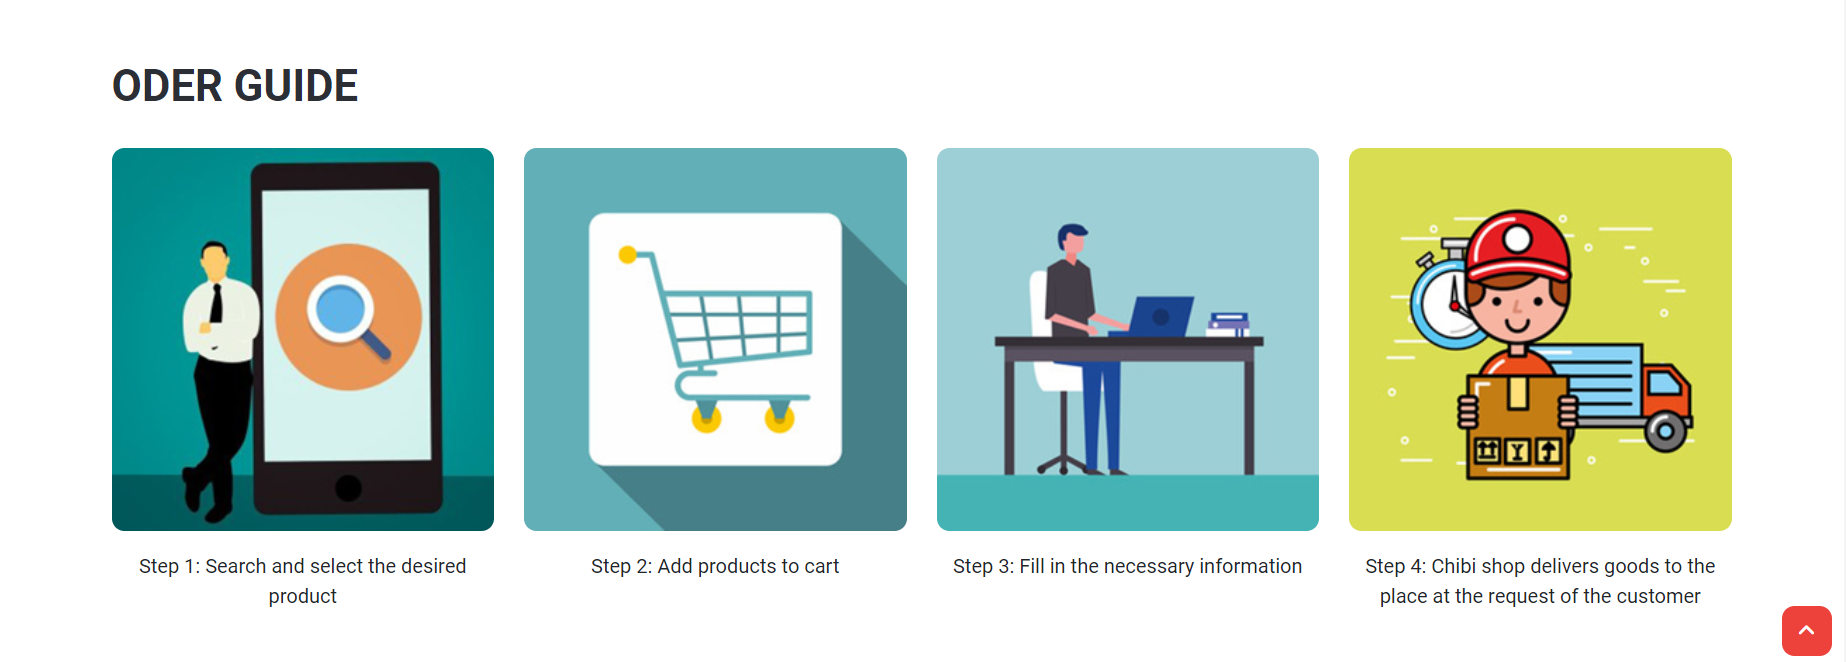 ODER GUIDE
Step 1: Search and select the desired
product
Step 2: Add products to cart
Step 3: Fill in the necessary information
Step 4: Chibi shop delivers goods to the
place at the request of the customer